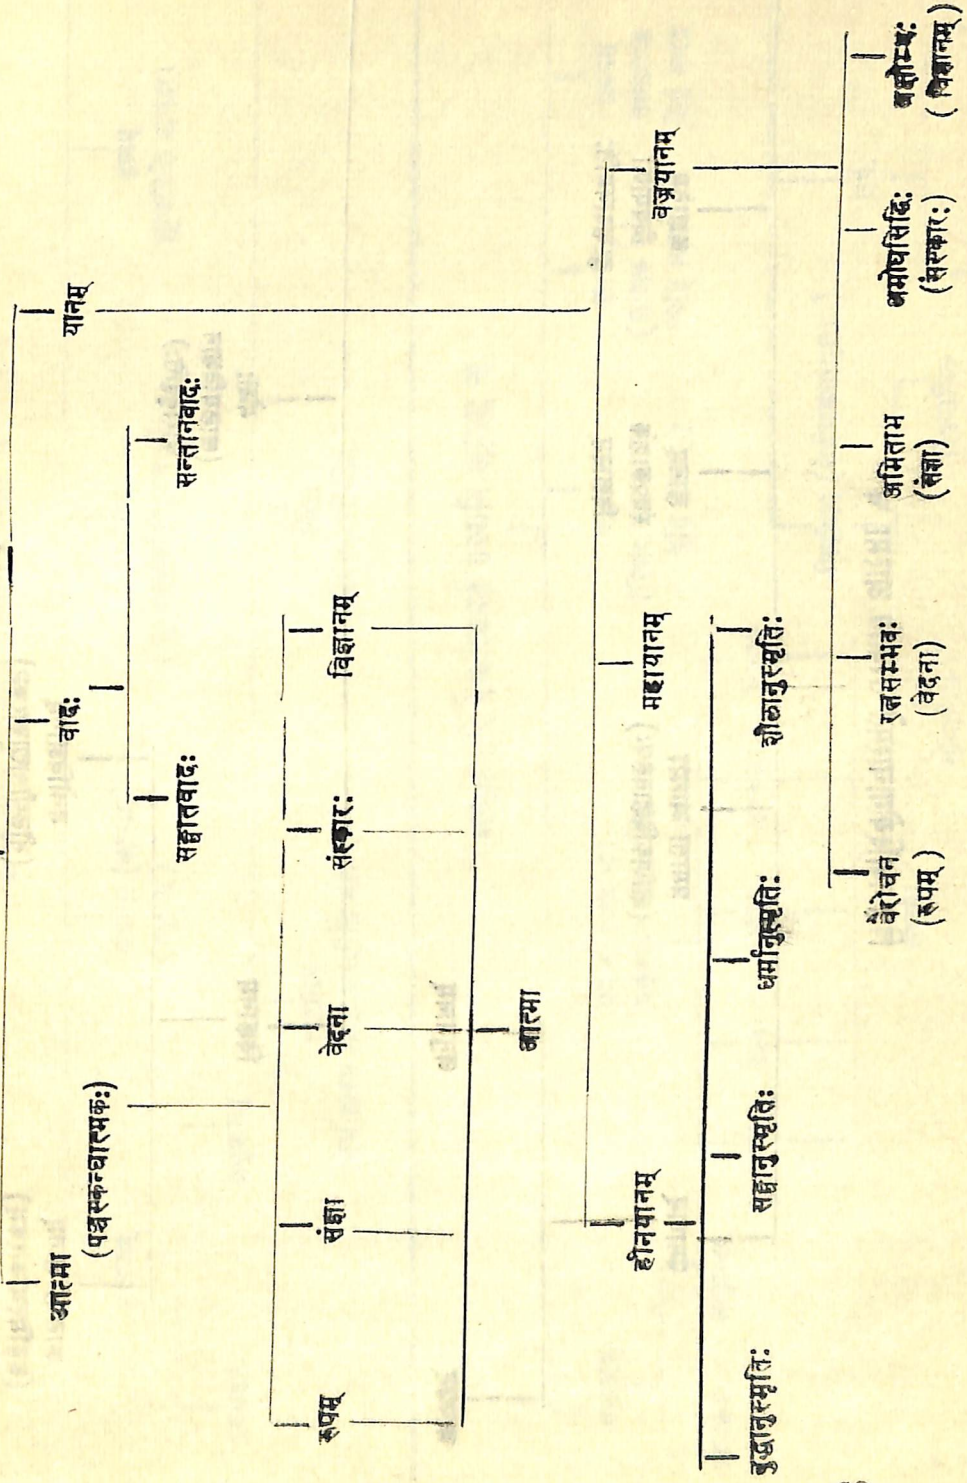 आत्मा
(पञ्चस्कन्धात्मकः)
वादः
यानम्
सङ्घातवादः
सन्तानवादः
रूपम्
संज्ञा
वेदना
संस्कारः
विज्ञानम्
आत्मा
हीनयानम्
महायानम्
वज्रयानम्
बुद्धानुस्मृतिः
सङ्घानुस्मृतिः
धर्मानुस्मृतिः
शीलानुस्मृतिः
वैरोचन
(रूपम्)
रत्नसम्भवः
(वेदना)
अमिताभ
(संज्ञा)
अमोघसिद्धिः
(संस्कारः)
(विज्ञानम्)